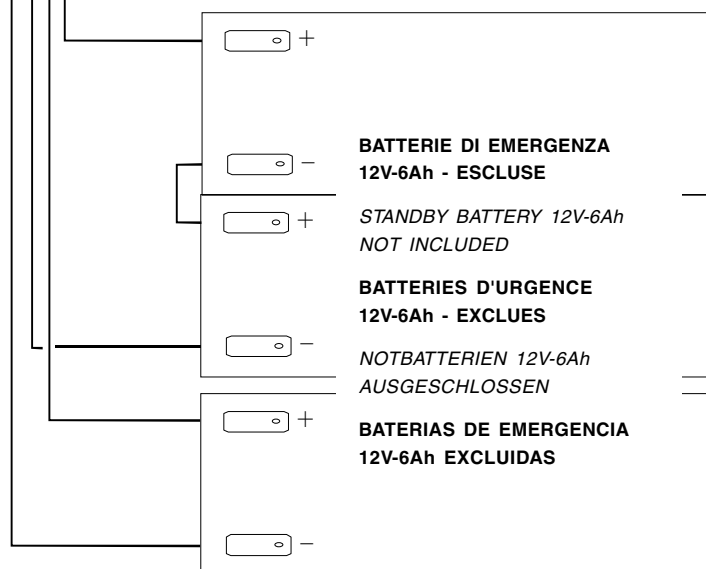 +
−
BATTERIE DI EMERGENZA
12V-6Ah - ESCLUSE
+
STANDBY BATTERY 12V-6Ah
NOT INCLUDED
BATTERIES D'URGENCE
12V-6Ah - EXCLUES
−
NOTBATTERIEN 12V-6Ah
AUSGESCHLOSSEN
+
BATERIAS DE EMERGENCIA
12V-6Ah EXCLUIDAS
−